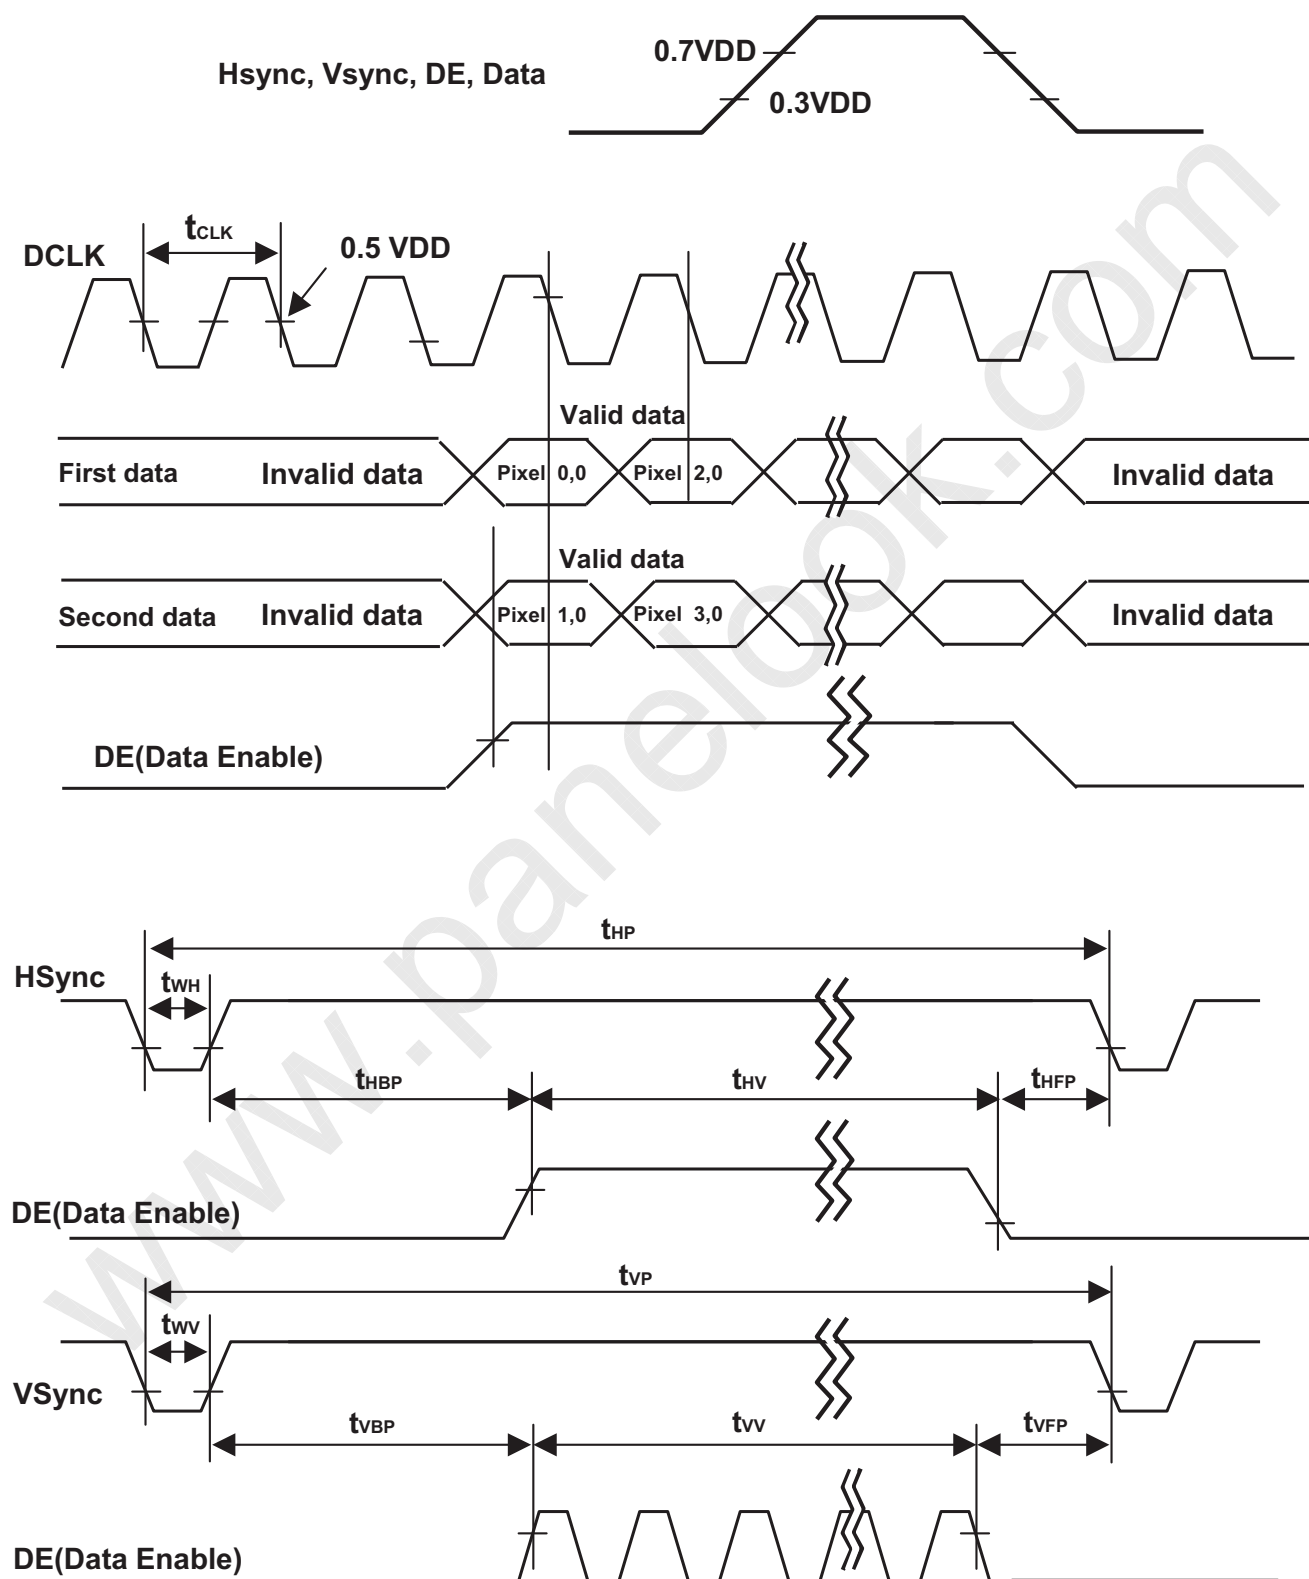 Hsync, Vsync, DE, Data
0.7VDD
0.3VDD
DCLK
tCLK
0.5 VDD
Valid data
First data
Invalid data
Pixel 0,0
Pixel 2,0
Invalid data
Valid data
Second data
Invalid data
Pixel 1,0
Pixel 3,0
Invalid data
DE(Data Enable)
tHP
HSync
tWH
tHBP
tHV
tHFP
DE(Data Enable)
tVP
tWV
VSync
tVBP
tVV
tVFP
DE(Data Enable)
www.panelook.com